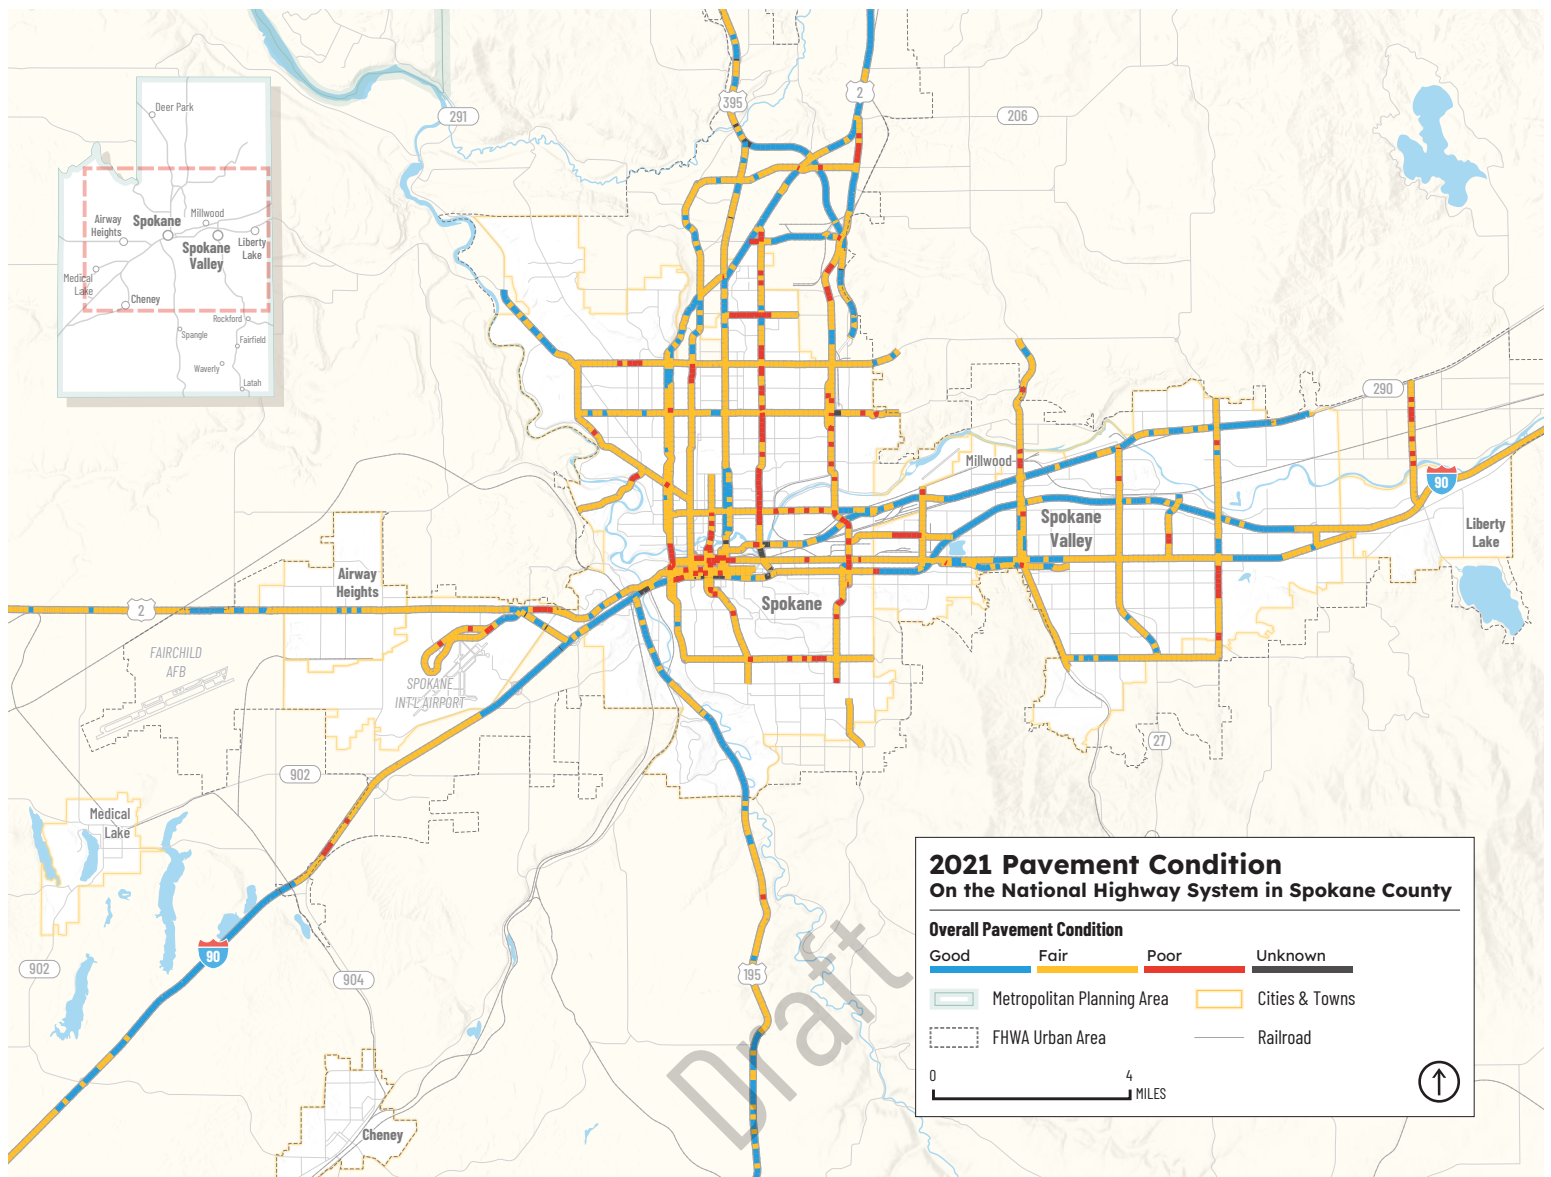 395
2
291
206
Deer Park
Airway
Heights
Spokane
Millwood
Spokane
Valley
Liberty
Lake
Medical
Lake
Cheney
Rockford
Spangle
Fairfield
Waverly
Latah
290
Millwood
90
Spokane
Valley
Liberty
Lake
Airway
Heights
2
Spokane
FAIRCHILD
AFB
SPOKANE
INT'L AIRPORT
27
902
Medical
Lake
90
902
904
195
Cheney
Draft
2021 Pavement Condition
On the National Highway System in Spokane County
Overall Pavement Condition
Good Fair Poor Unknown
Metropolitan Planning Area Cities & Towns
FHWA Urban Area Railroad
0 4
MILES